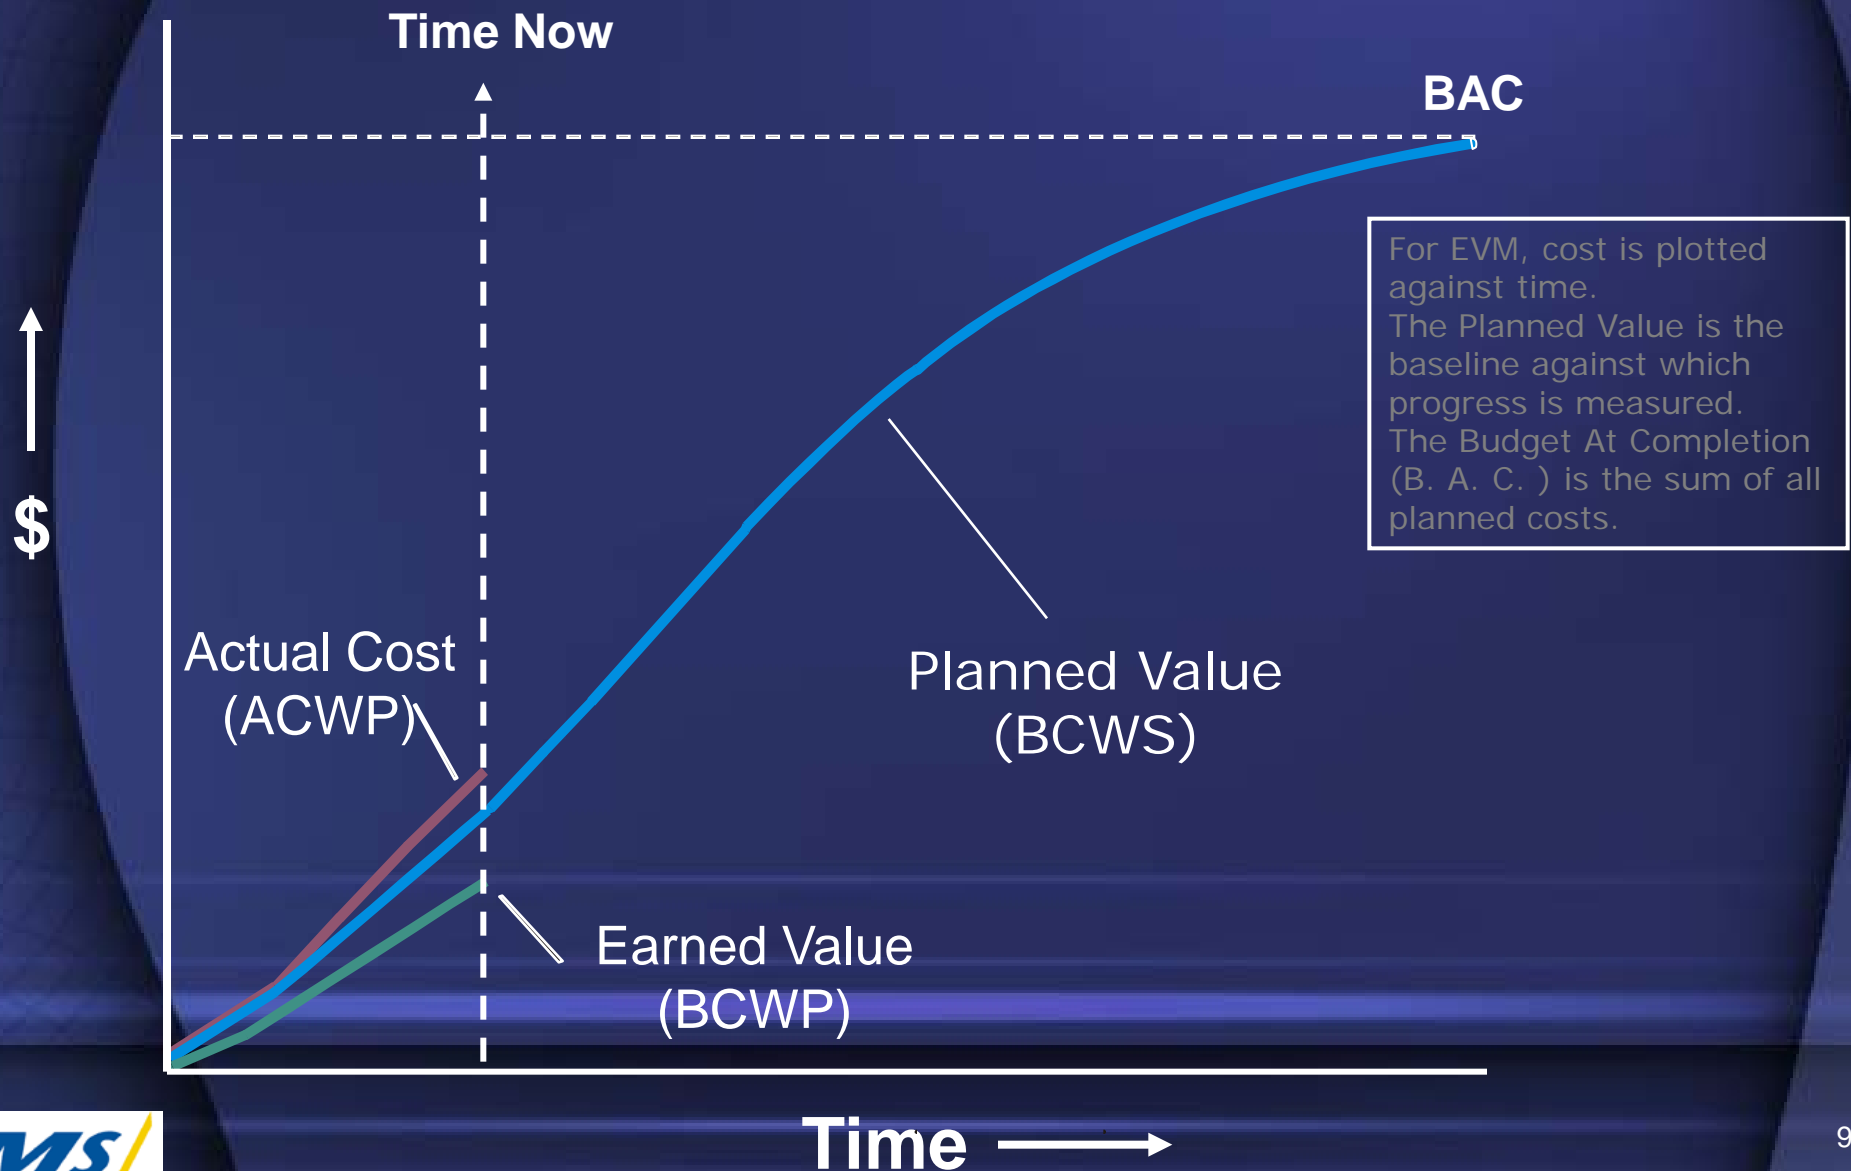 Time Now
BAC
For EVM, cost is plotted
against time.
The Planned Value is the
baseline against which
progress is measured.
The Budget At Completion
(B. A. C. ) is the sum of all
planned costs.
$
Actual Cost
(ACWP)
Planned Value
(BCWS)
Earned Value
(BCWP)
Time
9